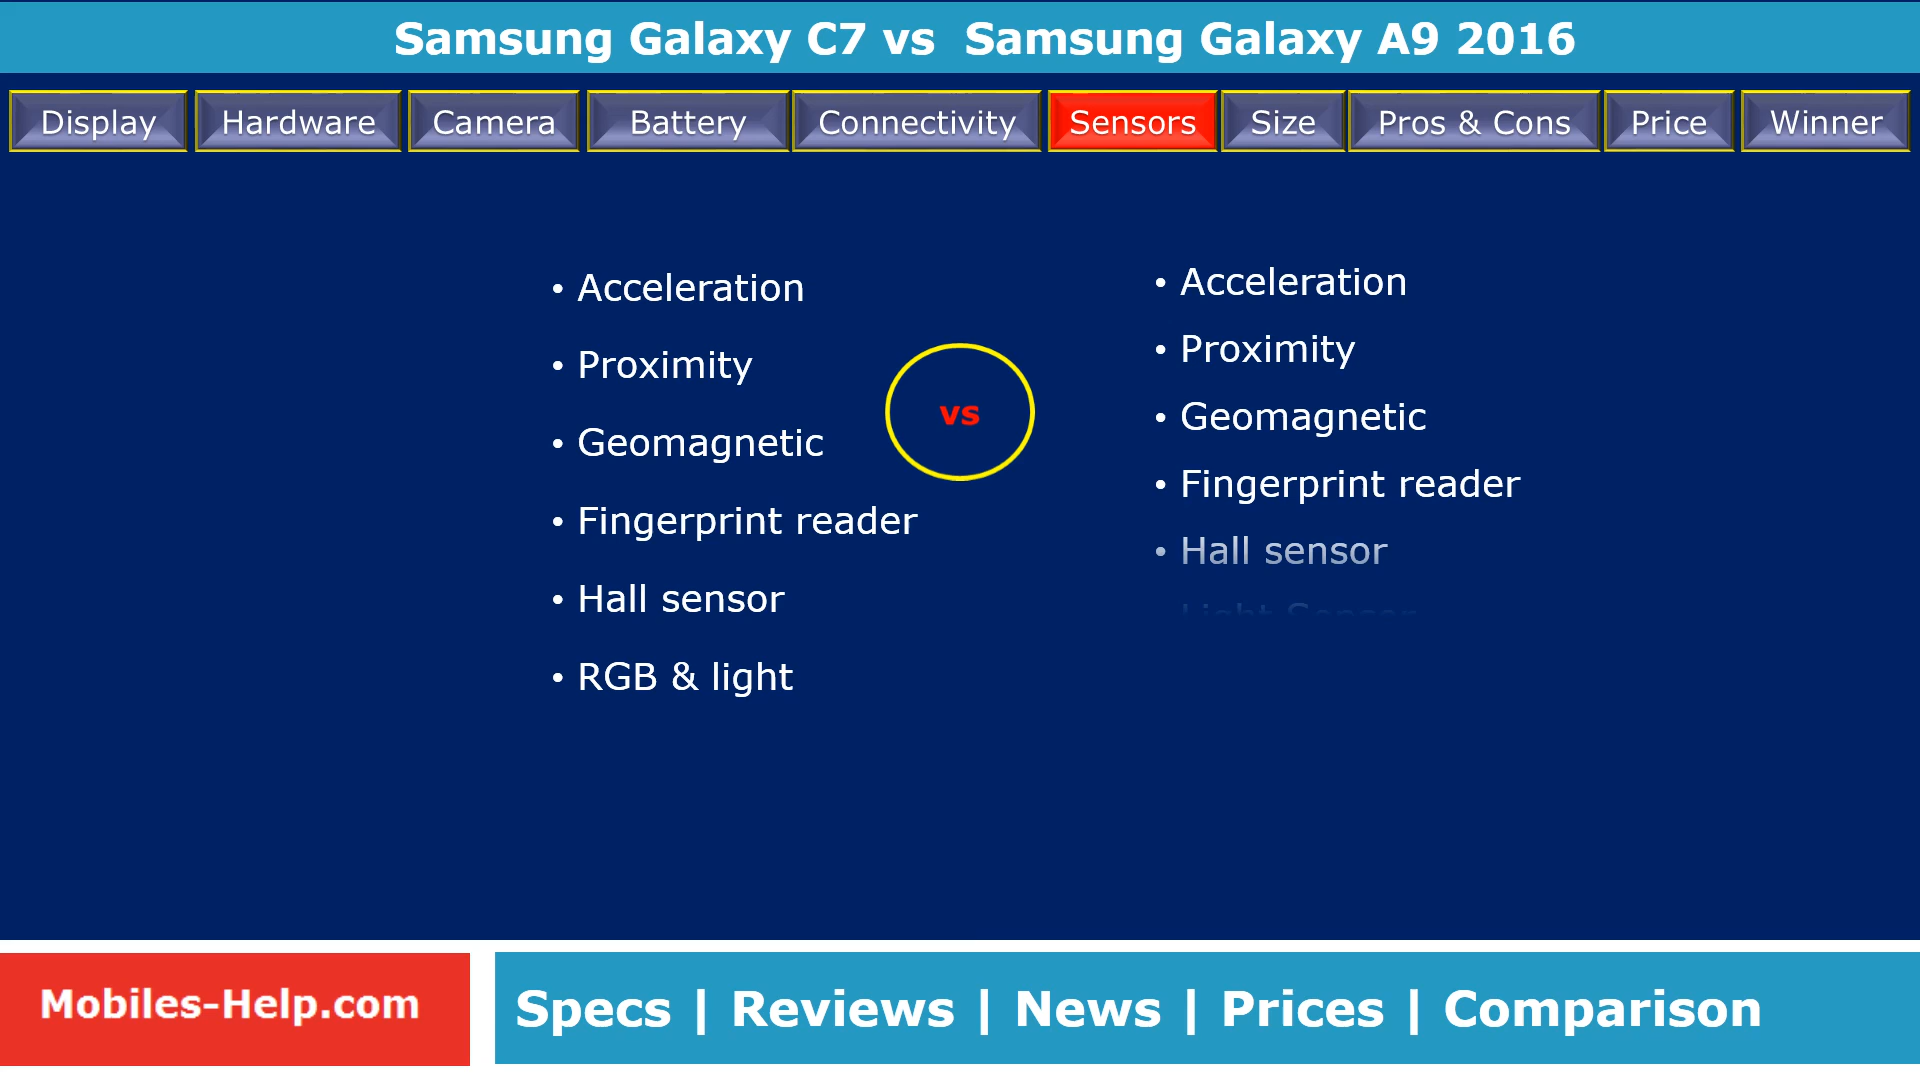 Samsung Galaxy C7 vs  Samsung Galaxy A9 2016
Display Hardware Camera Battery Connectivity Sensors Size Pros & Cons Price Winner
• Acceleration
• Proximity
• Geomagnetic
• Fingerprint reader
• Hall sensor
• RGB & light
vs
• Acceleration
• Proximity
• Geomagnetic
• Fingerprint reader
• Hall sensor
Light Sensor
Mobiles-Help.com
Specs | Reviews | News | Prices | Comparison